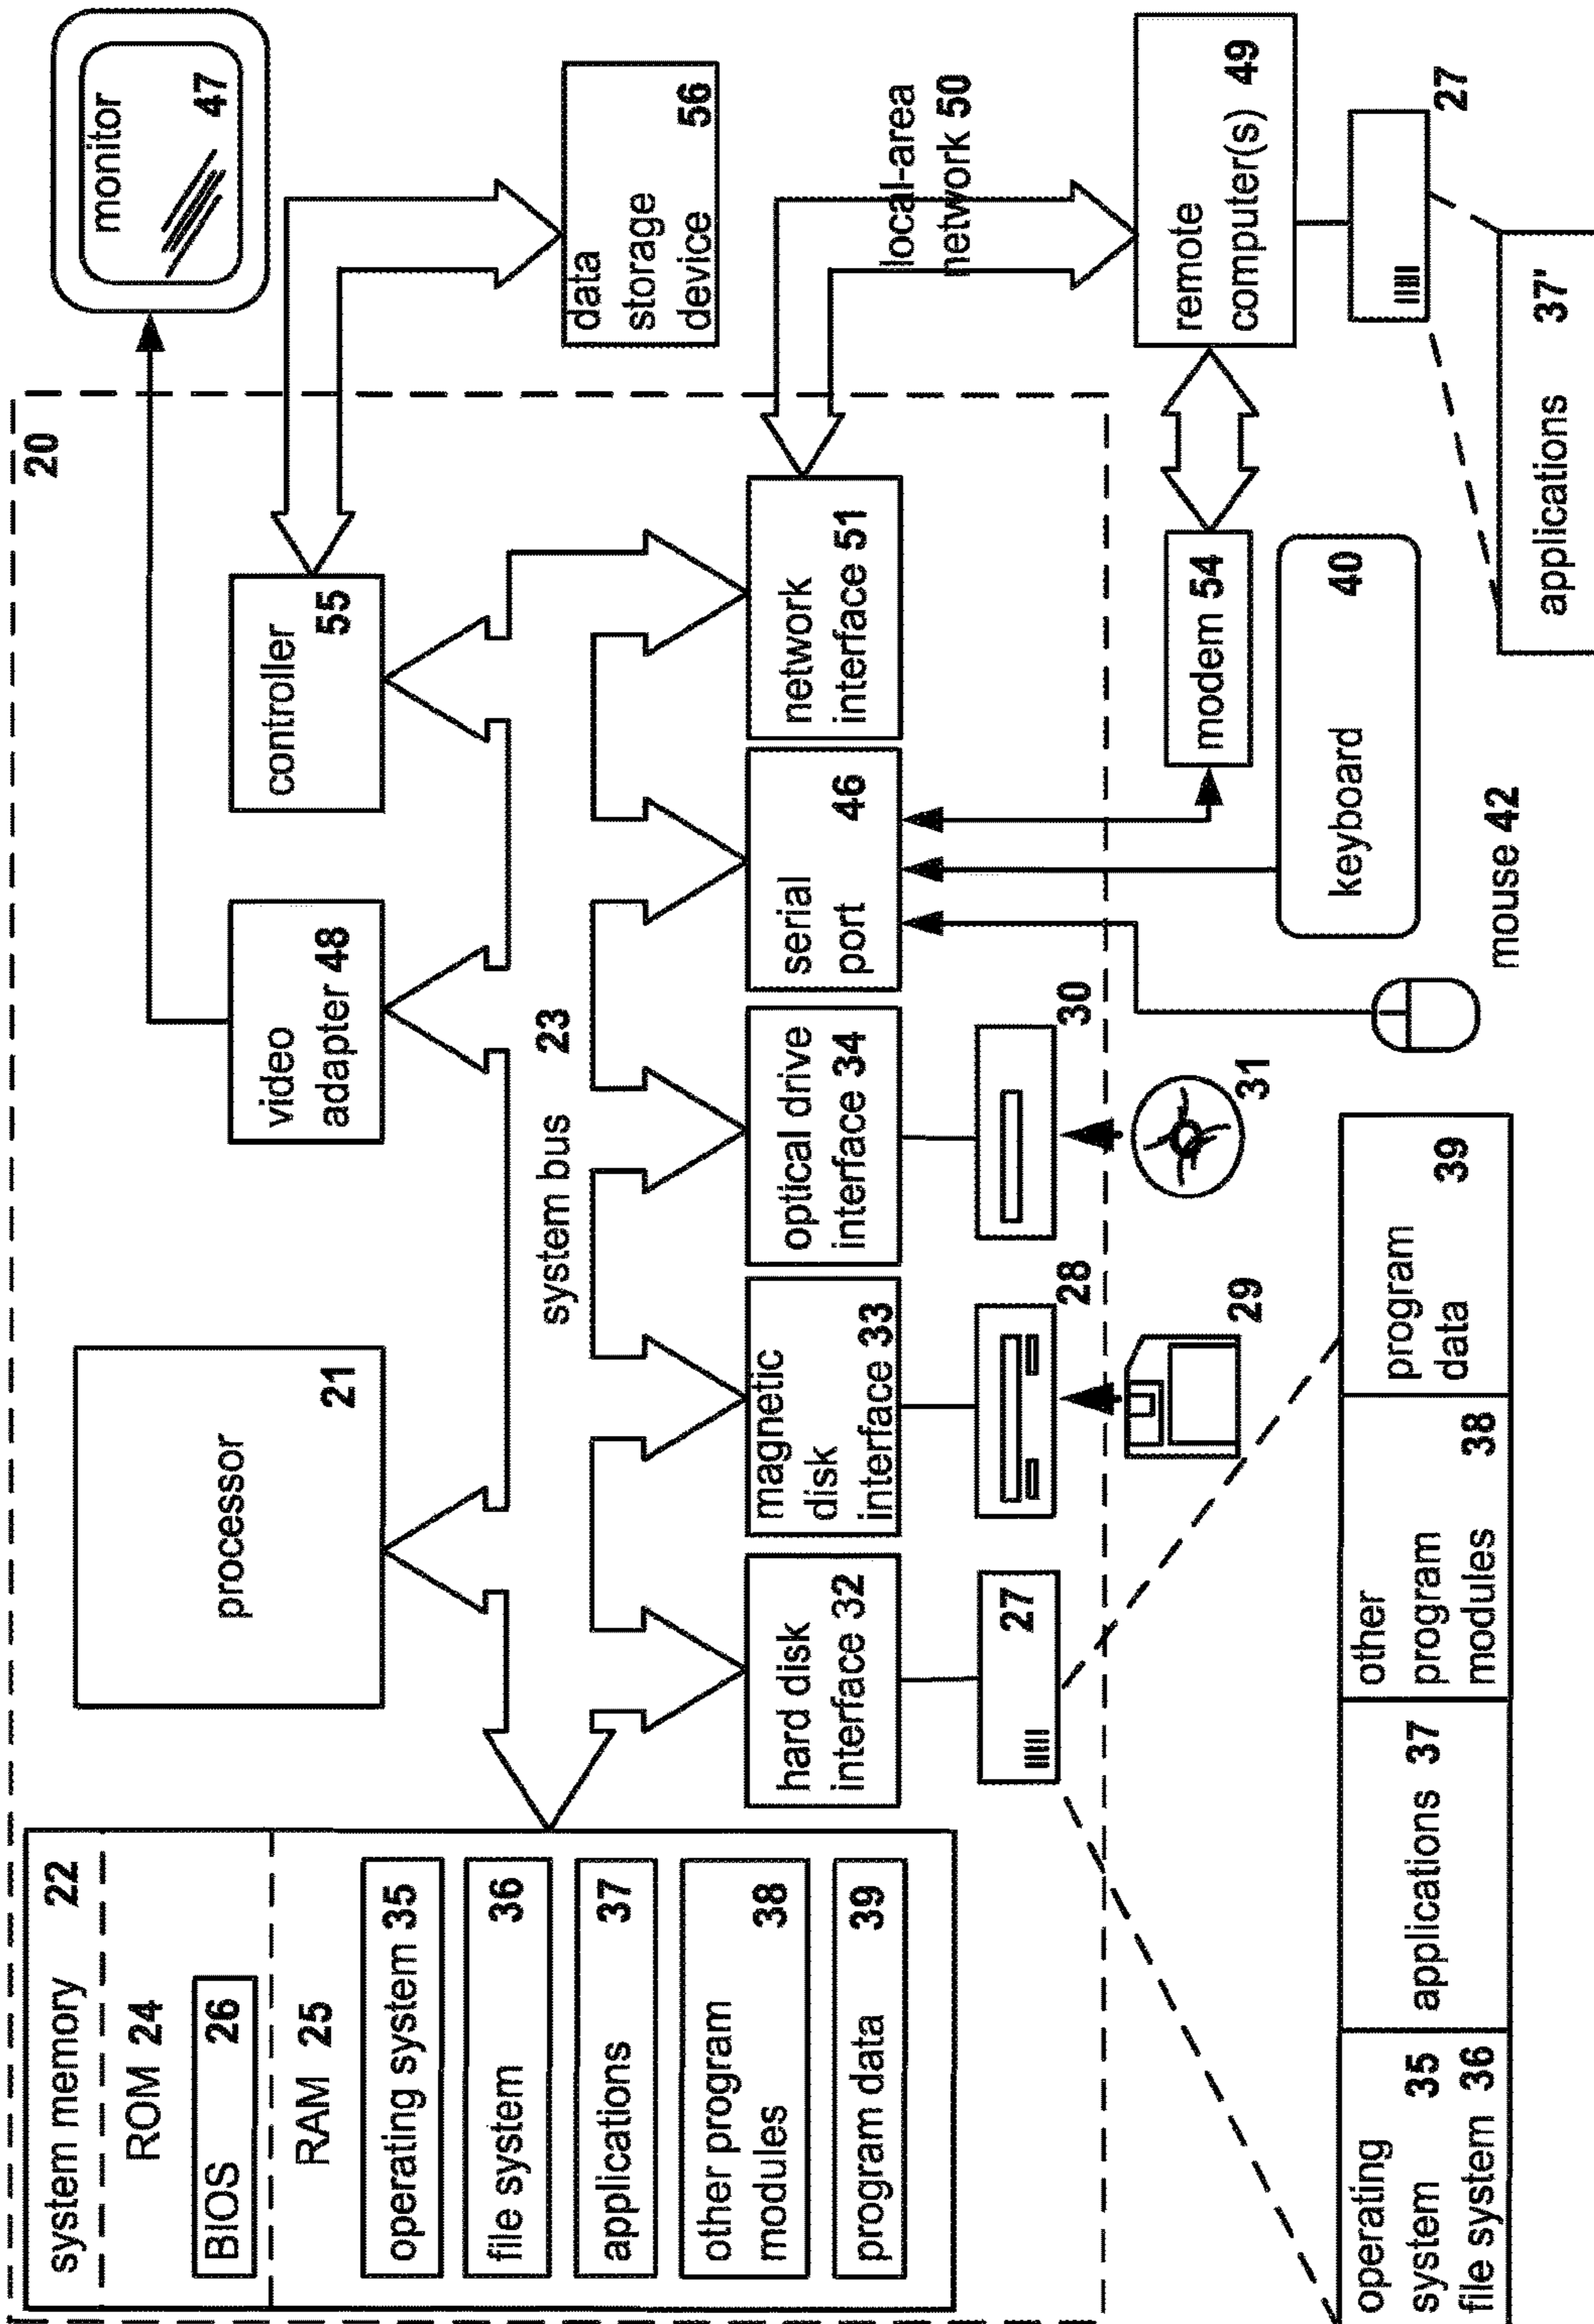 system memory 22
ROM 24
BIOS 26
RAM 25
operating system 35
file system 36
applications 37
other program 38
modules
program data 39
20
processor
21
video
adapter 48
controller
55
monitor
47
system bus 23
data
storage
device 56
hard disk
interface 32
magnetic
disk
interface 33
optical drive
interface 34
serial 46
port
network
interface 51
local-area
network 50
27
28
30
29
31
modem 54
remote
computer(s) 49
keyboard
40
mouse 42
27
applications
37'
operating
system 35
file system 36
applications 37
other
program 38
modules
program 39
data